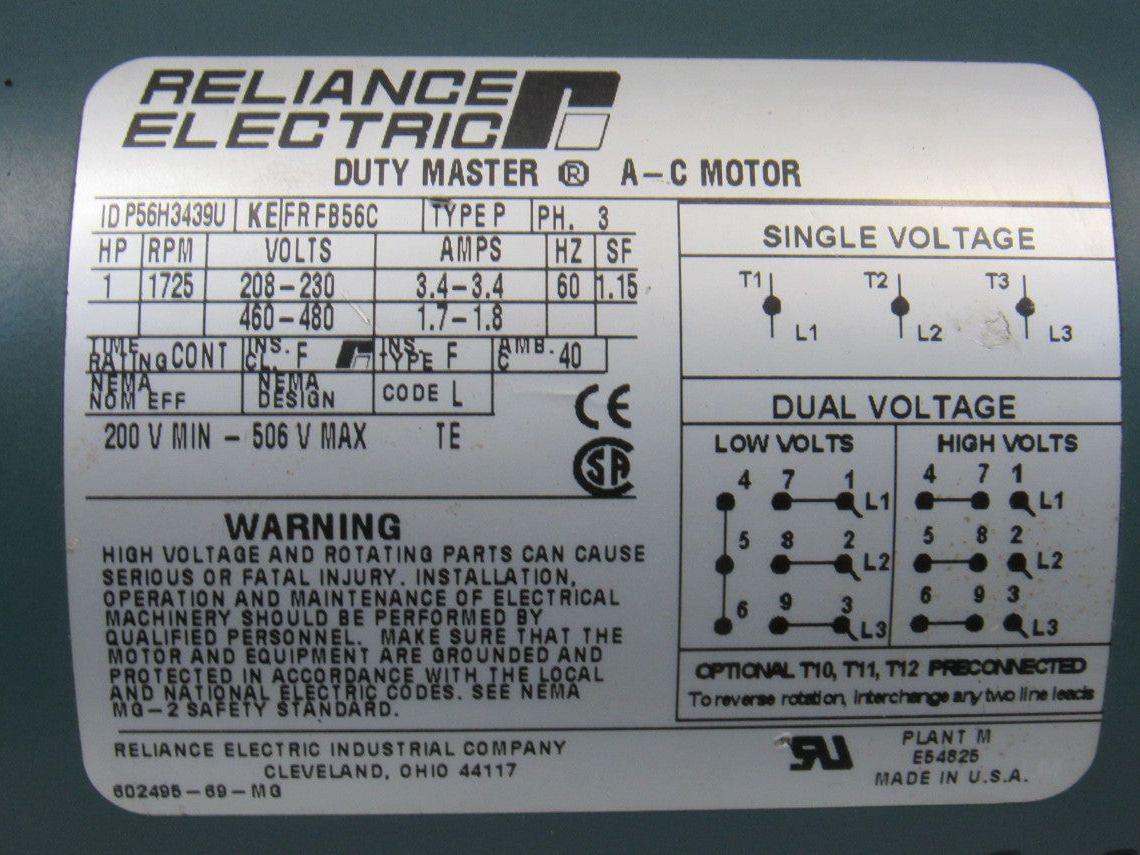 RELIANCE
ELECTRIC
DUTY MASTER ® A-C MOTOR
ID P56H3439U KE FR FB56C TYPE P PH. 3
HP RPM VOLTS AMPS HZ SF
1 1725 208-230 3.4-3.4 60 1.15
460-480 1.7-1.8
TIME RATING CONT INS. CL. F INS. TYPE F AMB. C 40
NEMA NOM EFF NEMA DESIGN CODE L
200 V MIN - 506 V MAX TE
CE
SA
WARNING
HIGH VOLTAGE AND ROTATING PARTS CAN CAUSE
SERIOUS OR FATAL INJURY. INSTALLATION,
OPERATION AND MAINTENANCE OF ELECTRICAL
MACHINERY SHOULD BE PERFORMED BY
QUALIFIED PERSONNEL. MAKE SURE THAT THE
MOTOR AND EQUIPMENT ARE GROUNDED AND
PROTECTED IN ACCORDANCE WITH THE LOCAL
AND NATIONAL ELECTRIC CODES. SEE NEMA
MG-2 SAFETY STANDARD.
SINGLE VOLTAGE
T1 T2 T3
L1 L2 L3
DUAL VOLTAGE
LOW VOLTS HIGH VOLTS
4 7 1 L1 4 7 1 L1
5 8 2 L2 5 8 2 L2
6 9 3 L3 6 9 3 L3
OPTIONAL T10, T11, T12 PRECONNECTED
To reverse rotation, interchange any two line leads
RELIANCE ELECTRIC INDUSTRIAL COMPANY
CLEVELAND, OHIO 44117
602495-69-MG
RU
PLANT M
E54825
MADE IN U.S.A.